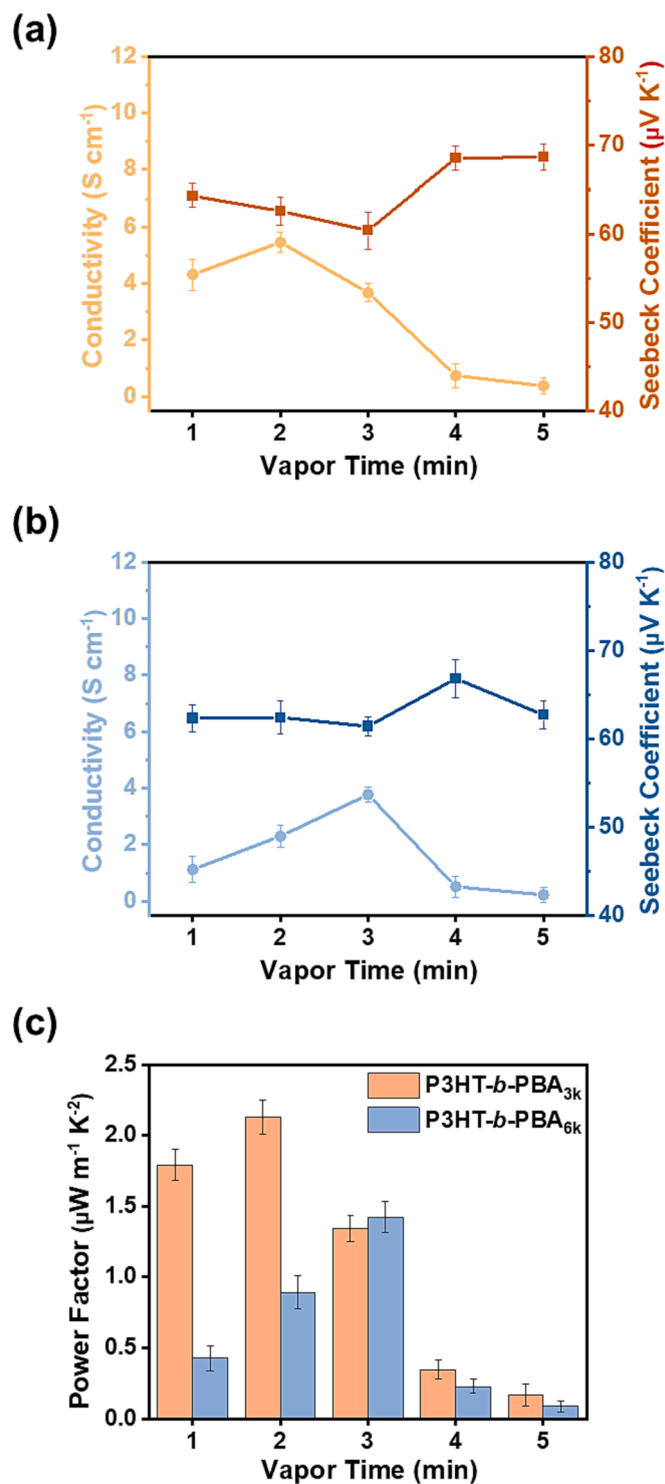 (a)
12
10
8
6
4
2
0
Conductivity (S cm⁻¹)
80
70
60
50
40
Seebeck Coefficient (μV K⁻¹)
1 2 3 4 5
Vapor Time (min)
(b)
12
10
8
6
4
2
0
Conductivity (S cm⁻¹)
80
70
60
50
40
Seebeck Coefficient (μV K⁻¹)
1 2 3 4 5
Vapor Time (min)
(c)
2.5
2.0
1.5
1.0
0.5
0.0
Power Factor (μW m⁻¹ K⁻²)
P3HT-b-PBA₃ₖ
P3HT-b-PBA₆ₖ
1 2 3 4 5
Vapor Time (min)